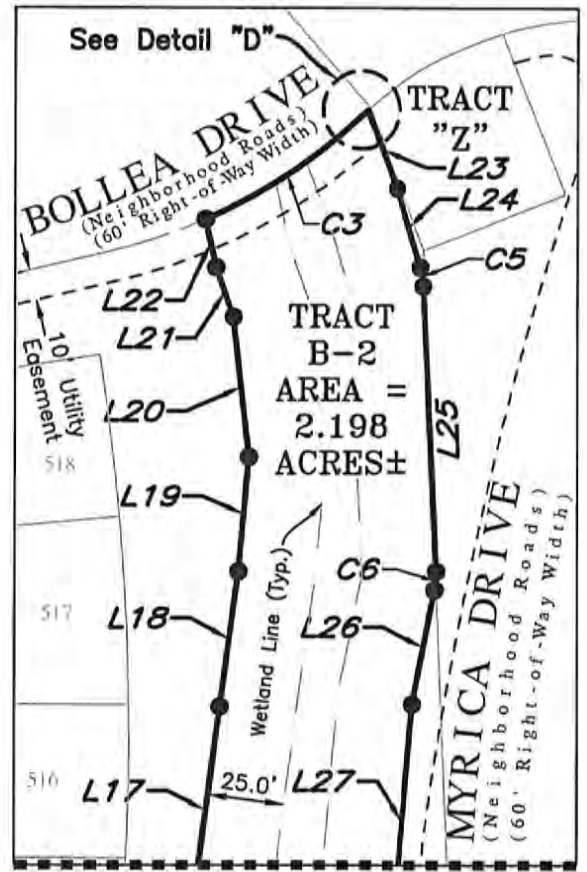 See Detail "D"
BOLLEA DRIVE
(Neighborhood Roads)
(60' Right-of-Way Width)
TRACT
"Z"
L23
L24
C3
C5
L22
L21
10' Utility
Easement
TRACT
B-2
AREA =
2.198
ACRES±
L20
L25
518
L19
C6
517
L18
L26
Wetland Line (Typ.)
MYRICA DRIVE
(Neighborhood Roads)
(60' Right-of-Way Width)
516
L17
25.0'
L27